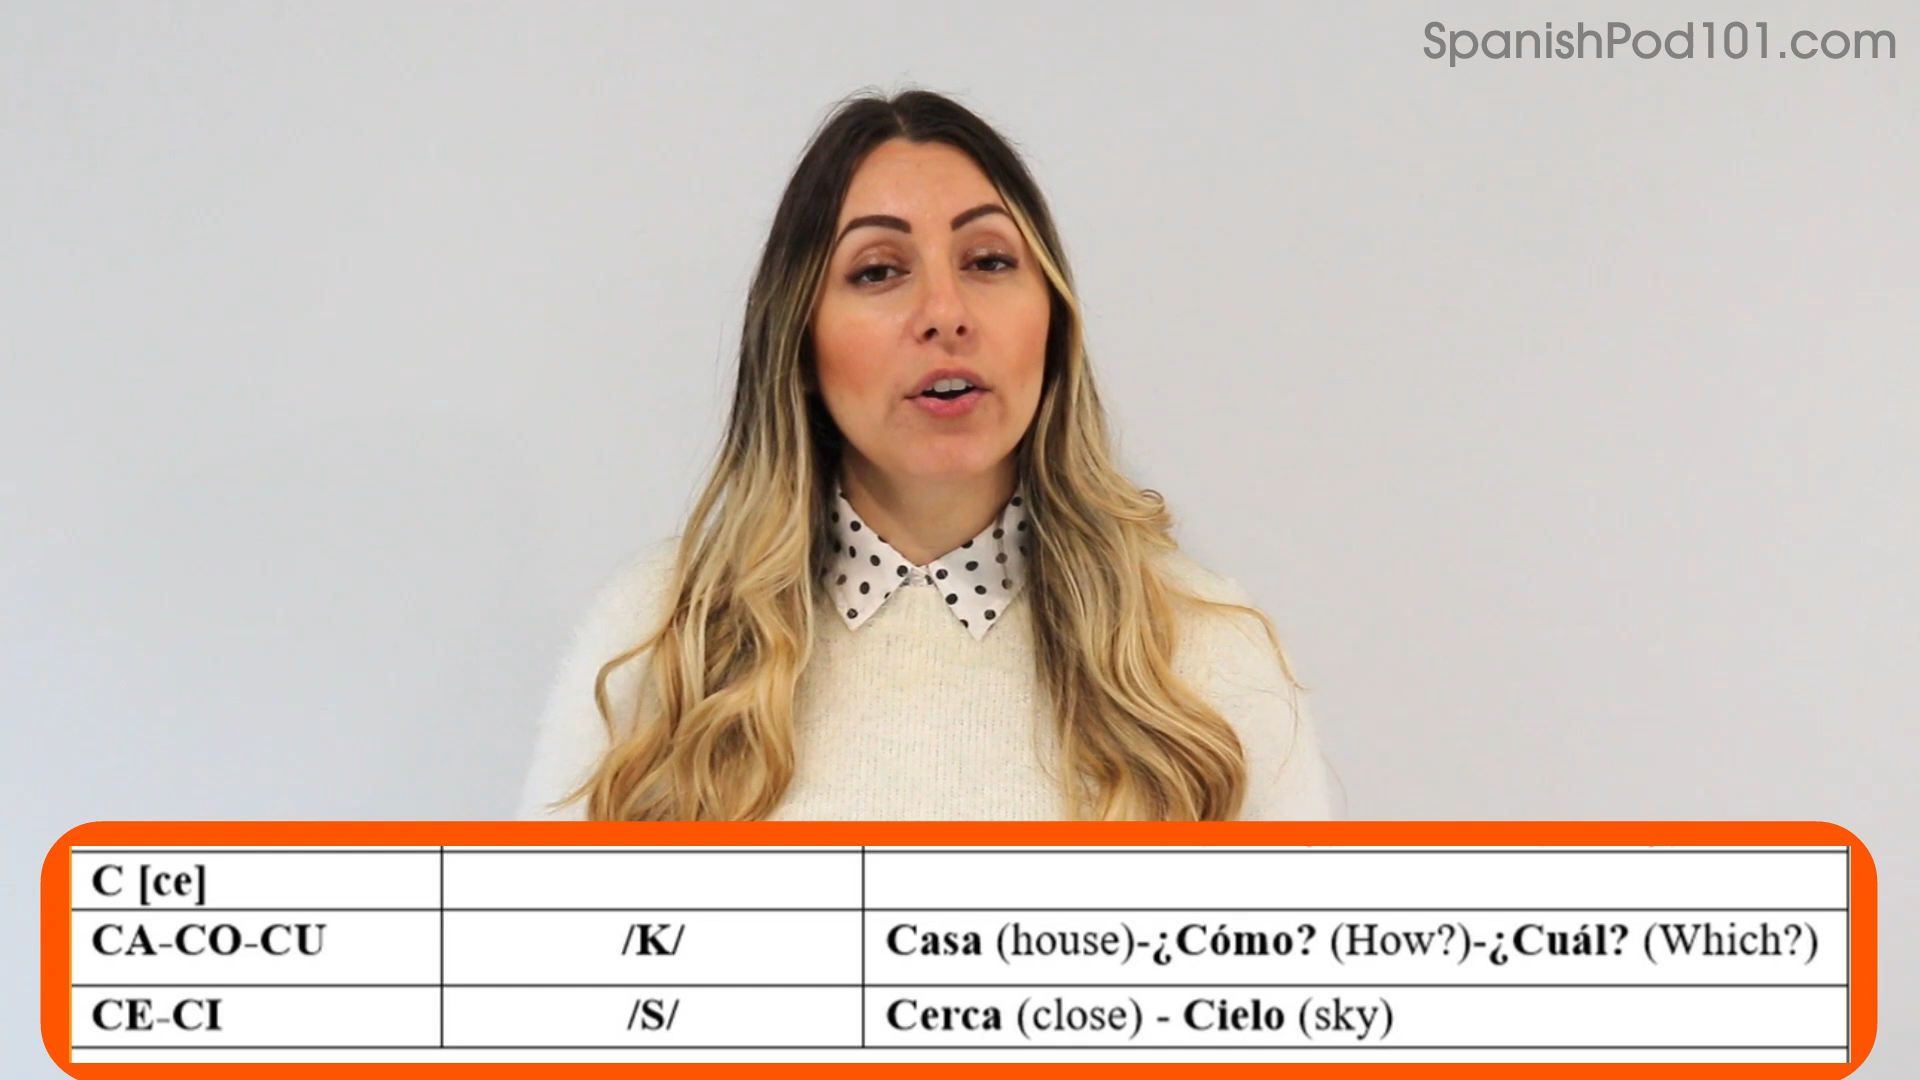 SpanishPod101.com
C [ce]
CA-CO-CU /K/ Casa (house)-¿Cómo? (How?)-¿Cuál? (Which?)
CE-CI /S/ Cerca (close) - Cielo (sky)